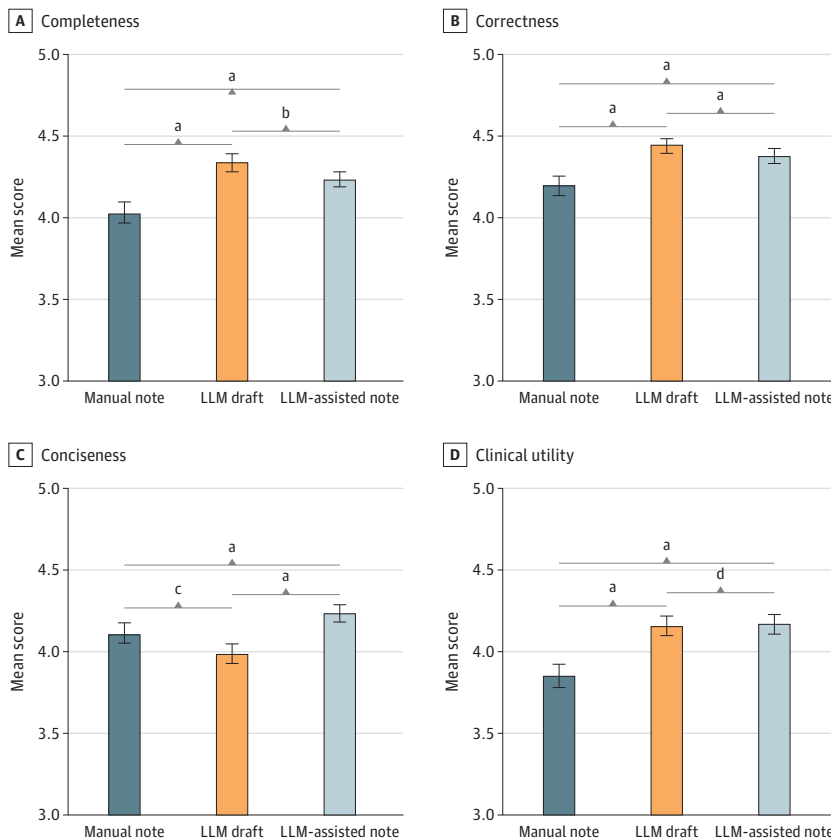 A Completeness
5.0
a
a
b
4.5
4.0
3.5
3.0
Mean score
Manual note LLM draft LLM-assisted note
B Correctness
5.0
a
a
a
4.5
4.0
3.5
3.0
Mean score
Manual note LLM draft LLM-assisted note
C Conciseness
5.0
a
c
a
4.5
4.0
3.5
3.0
Mean score
Manual note LLM draft LLM-assisted note
D Clinical utility
5.0
a
a
d
4.5
4.0
3.5
3.0
Mean score
Manual note LLM draft LLM-assisted note